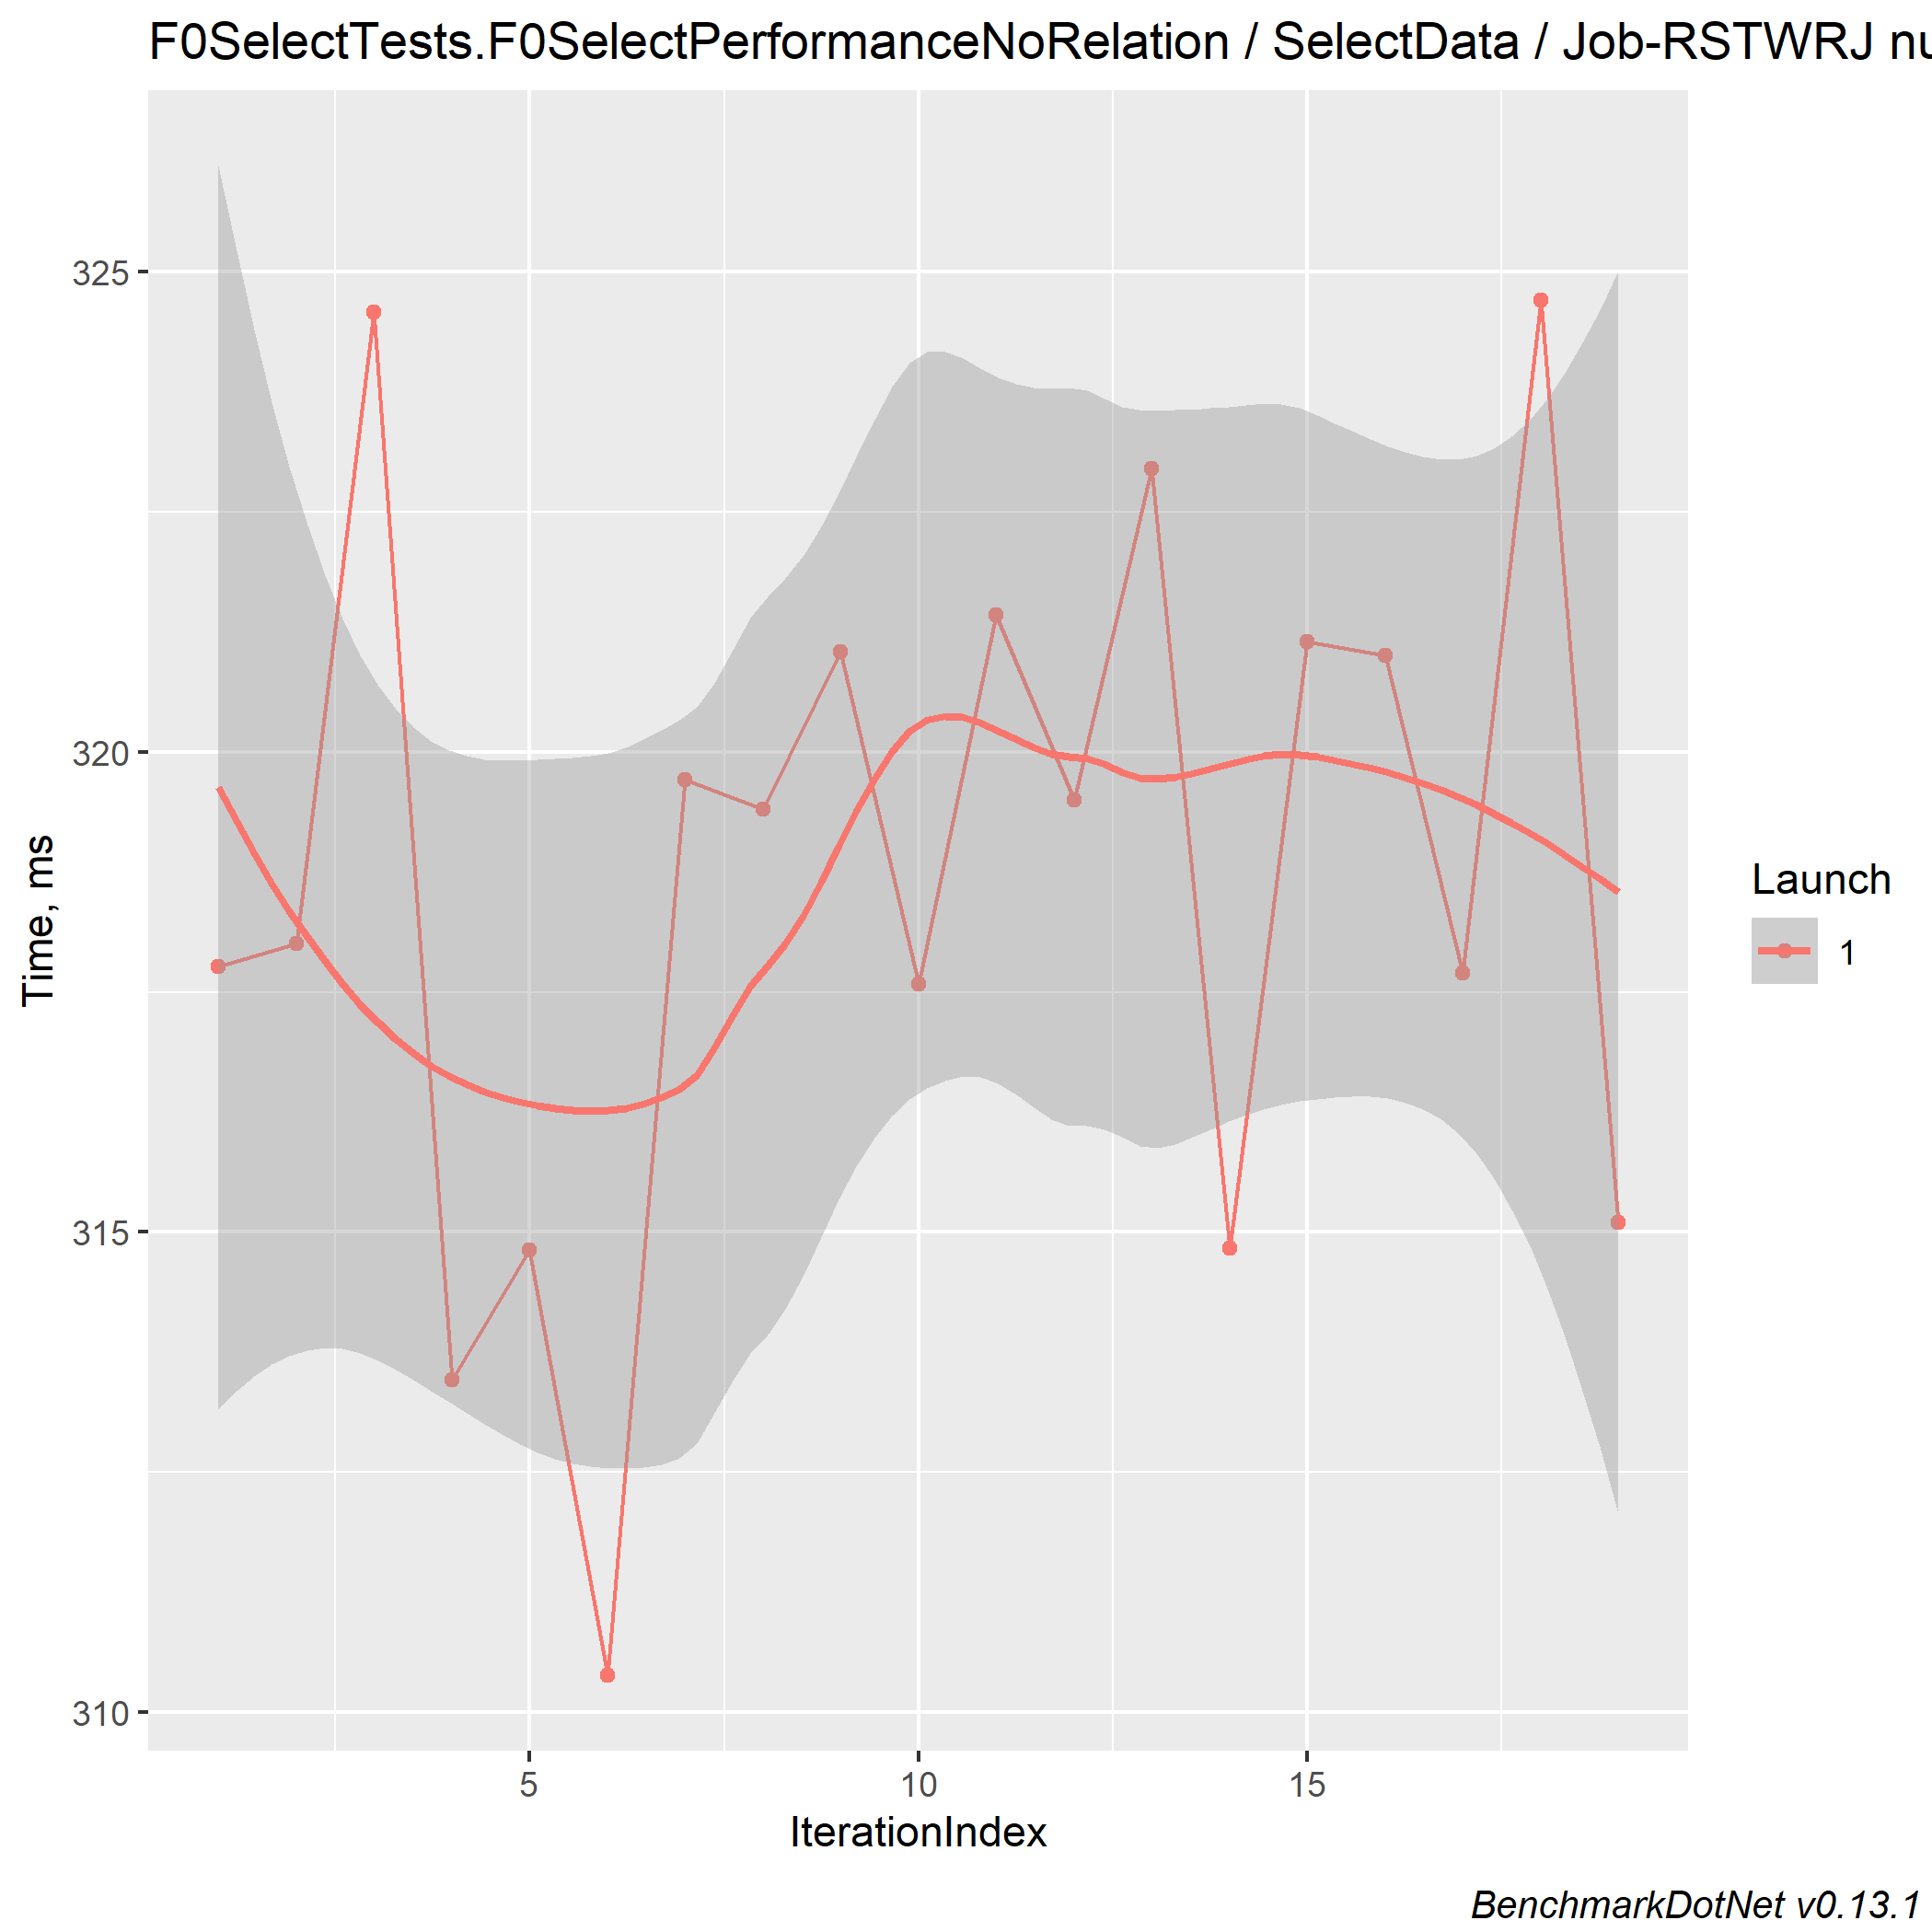 F0SelectTests.F0SelectPerformanceNoRelation / SelectData / Job-RSTWRJ nu
325
320
315
310
Time, ms
5 10 15
IterationIndex
Launch
1
BenchmarkDotNet v0.13.1